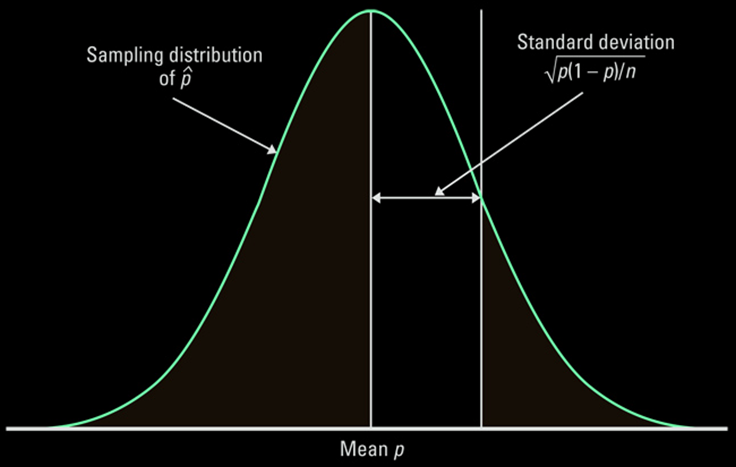 Sampling distribution
of p̂
Standard deviation
√p(1 – p)/n
Mean p